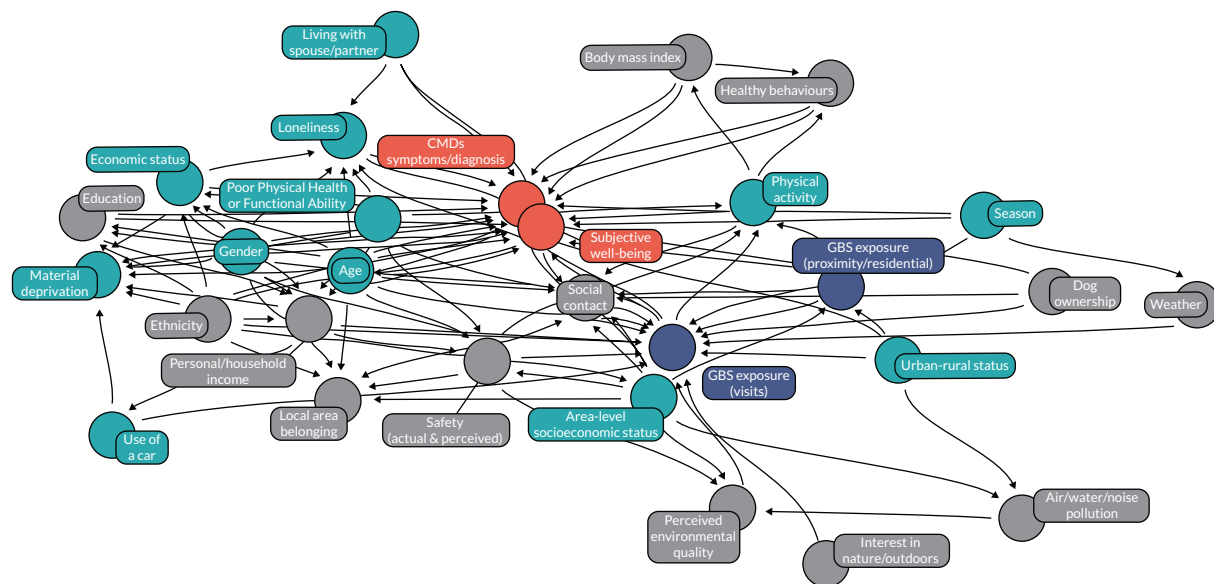 Living with
spouse/partner
Body mass index
Healthy behaviours
Loneliness
CMDs
symptoms/diagnosis
Economic status
Education
Poor Physical Health
or Functional Ability
Physical
activity
Season
Gender
Subjective
well-being
GBS exposure
(proximity/residential)
Material
deprivation
Age
Social
contact
Dog
ownership
Weather
Ethnicity
Personal/household
income
Urban-rural status
GBS exposure
(visits)
Local area
belonging
Safety
(actual & perceived)
Area-level
socioeconomic status
Use of
a car
Air/water/noise
pollution
Perceived
environmental
quality
Interest in
nature/outdoors